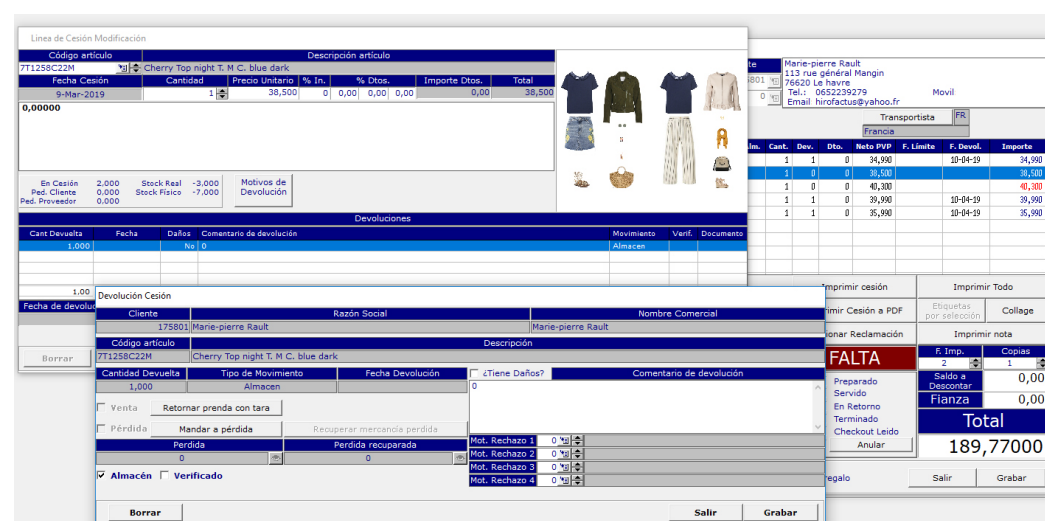 Linea de Cesión Modificación
Código artículo Descripción artículo
7T1258C22M Cherry Top night T. M C. blue dark
Fecha Cesión Cantidad Precio Unitario % In. % Dtos. Importe Dtos. Total
9-Mar-2019 1 38,500 0 0,00 0,00 0,00 0,00 38,500
0,00000
En Cesión 2.000 Stock Real -3.000
Ped. Cliente 0.000 Stock Físico -7.000
Ped. Proveedor 0.000
Motivos de
Devolución
Devoluciones
Cant Devuelta Fecha Daños Comentario de devolución Movimiento Verif. Documento
1.000 No 0 Almacen
1.00
Fecha de devoluc
Borrar
te Marie-pierre Rault
5801 113 rue général Mangin
76620 Le havre
0 Tel.: 0652239279 Movil
Email hirofactus@yahoo.fr
Transportista FR
Francia
Alm. Cant. Dev. Dto. Neto PVP F. Límite F. Devol. Importe
1 1 0 34,990 10-04-19 34,990
1 0 0 38,500 38,500
1 0 0 40,300 40,300
1 1 0 39,990 10-04-19 39,990
1 1 0 35,990 10-04-19 35,990
Imprimir cesión Imprimir Todo
imir Cesión a PDF Etiquetas
por selección Collage
ionar Reclamación Imprimir nota
FALTA
F. Imp. Copias
2 1
Saldo a
Descontar 0,00
Fianza 0,00
Preparado
Servido
En Retorno
Terminado
Checkout Leido
Anular
Total
189,77000
regalo Salir Grabar
Devolución Cesión
Cliente Razón Social Nombre Comercial
175801 Marie-pierre Rault Marie-pierre Rault
Código artículo Descripción
7T1258C22M Cherry Top night T. M C. blue dark
Cantidad Devuelta Tipo de Movimiento Fecha Devolución ¿Tiene Daños? Comentario de devolución
1,000 Almacen 0
Venta Retornar prenda con tara
Pérdida Mandar a pérdida Recuperar mercancía perdida
Perdida Perdida recuparada
0 0
Almacén Verificado
Mot. Rechazo 1 0
Mot. Rechazo 2 0
Mot. Rechazo 3 0
Mot. Rechazo 4 0
Borrar Salir Grabar